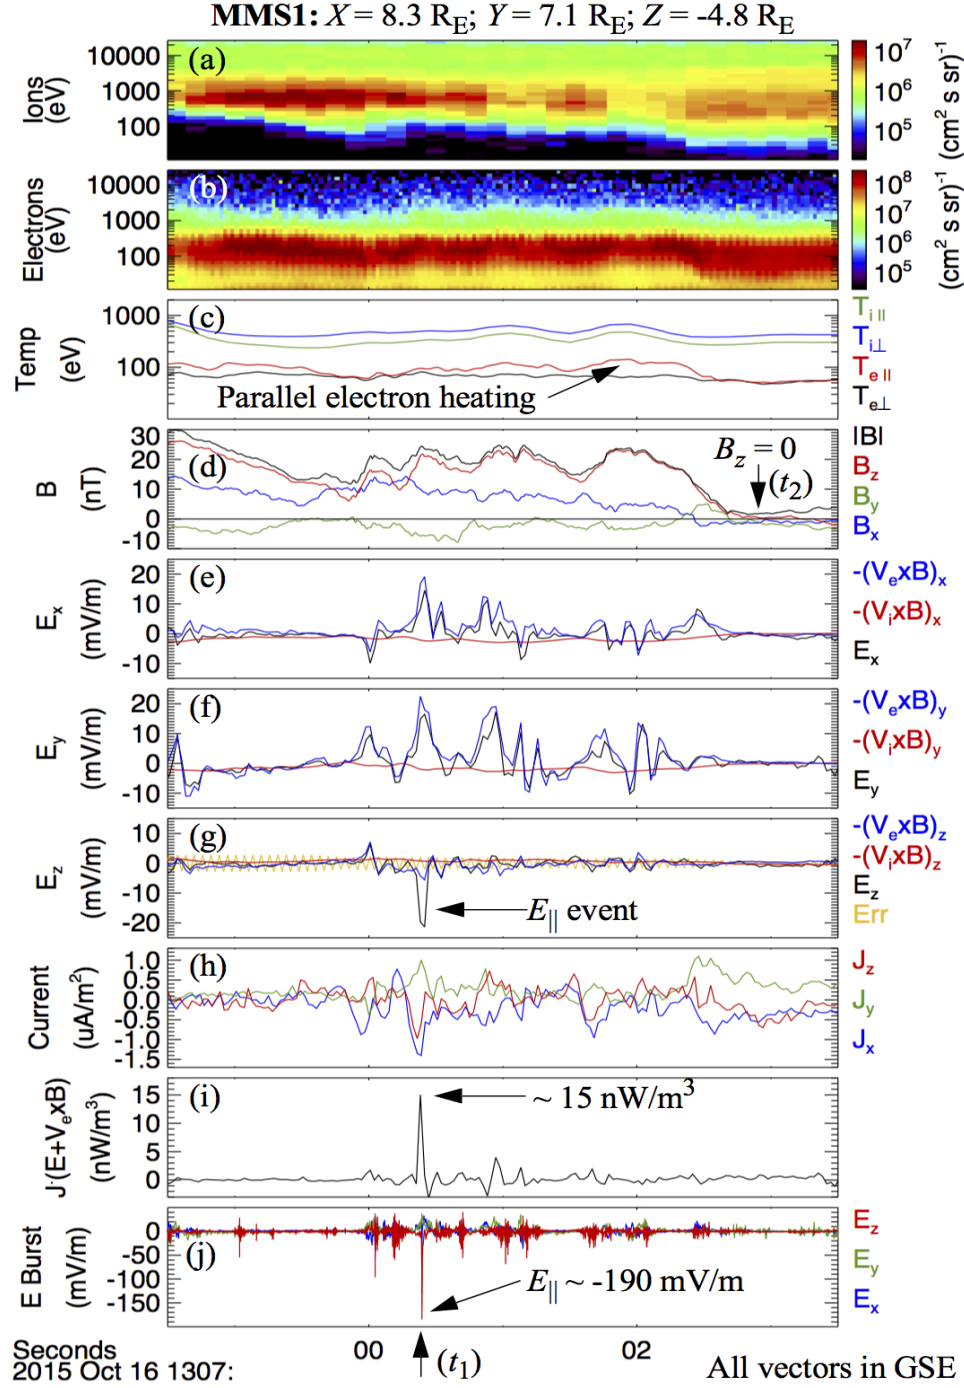 MMS1: X = 8.3 R_E; Y = 7.1 R_E; Z = -4.8 R_E
(a)
Ions
(eV)
10000
1000
100
10^7
10^6
10^5
(cm² s sr)^-1
(b)
Electrons
(eV)
10000
1000
100
10^8
10^7
10^6
10^5
(cm² s sr)^-1
(c)
Temp
(eV)
1000
100
Parallel electron heating
T_i ||
T_i⊥
T_e ||
T_e⊥
(d)
B
(nT)
30
20
10
0
-10
B_z = 0
(t_2)
|B|
B_z
B_y
B_x
(e)
E_x
(mV/m)
20
10
0
-10
-(V_exB)_x
-(V_ixB)_x
E_x
(f)
E_y
(mV/m)
20
10
0
-10
-(V_exB)_y
-(V_ixB)_y
E_y
(g)
E_z
(mV/m)
10
0
-10
-20
E_|| event
-(V_exB)_z
-(V_ixB)_z
E_z
Err
(h)
Current
(uA/m²)
1.0
0.5
0.0
-0.5
-1.0
-1.5
J_z
J_y
J_x
(i)
J·(E+V_exB)
(nW/m³)
15
10
5
0
~ 15 nW/m³
(j)
E Burst
(mV/m)
0
-50
-100
-150
E_|| ~ -190 mV/m
E_z
E_y
E_x
Seconds
00
02
2015 Oct 16 1307:
(t_1)
All vectors in GSE